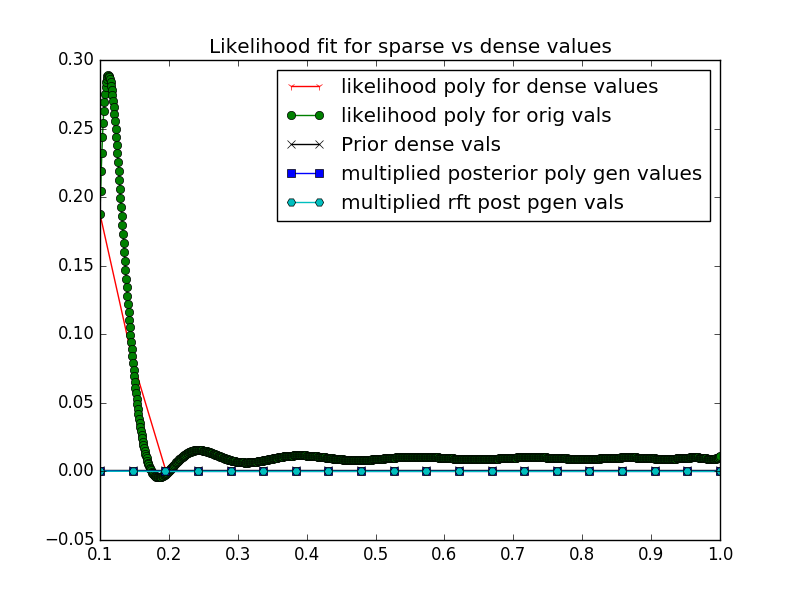 Likelihood fit for sparse vs dense values
0.30
0.25
0.20
0.15
0.10
0.05
0.00
−0.05
likelihood poly for dense values
likelihood poly for orig vals
Prior dense vals
multiplied posterior poly gen values
multiplied rft post pgen vals
0.1 0.2 0.3 0.4 0.5 0.6 0.7 0.8 0.9 1.0